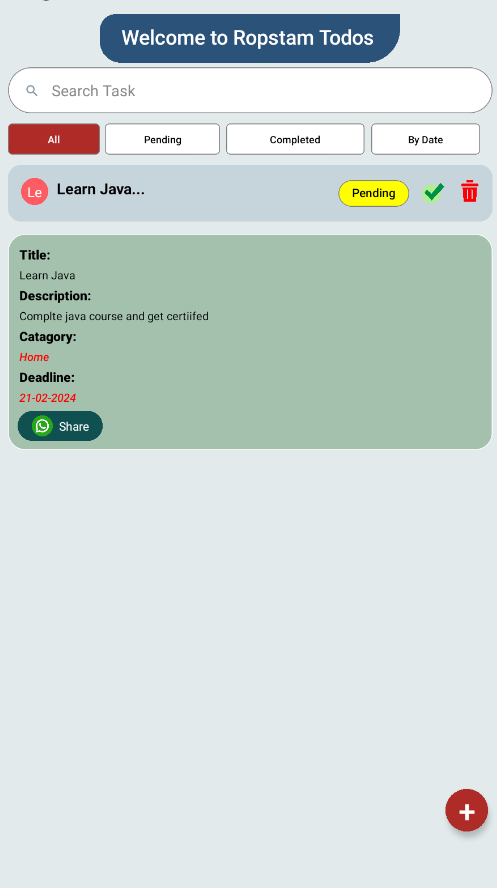 Welcome to Ropstam Todos
Search Task
All Pending Completed By Date
Le Learn Java... Pending
Title:
Learn Java
Description:
Complte java course and get certiifed
Catagory:
Home
Deadline:
21-02-2024
Share
+